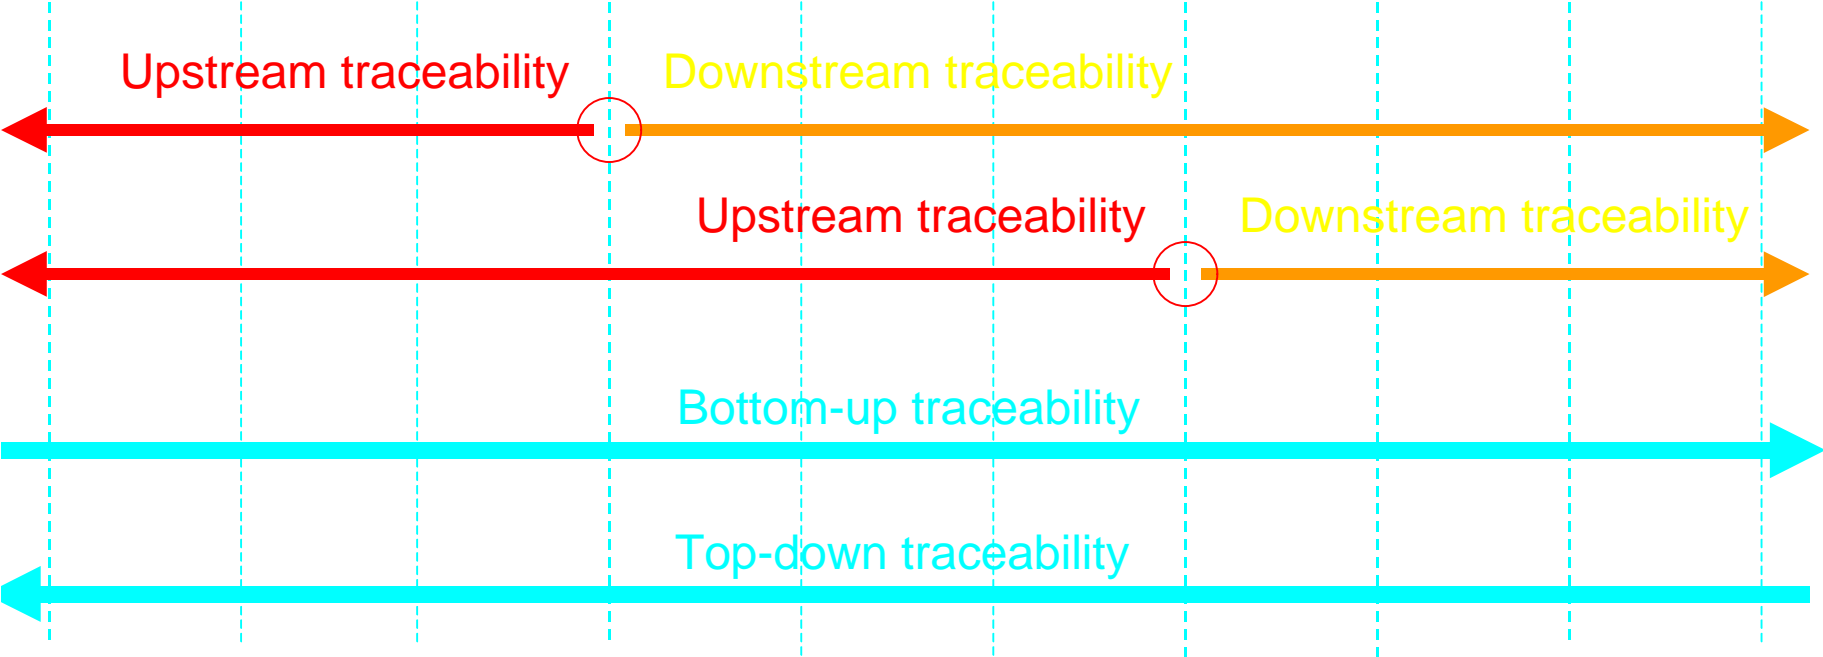 Upstream traceability
Downstream traceability
Upstream traceability
Downstream traceability
Bottom-up traceability
Top-down traceability